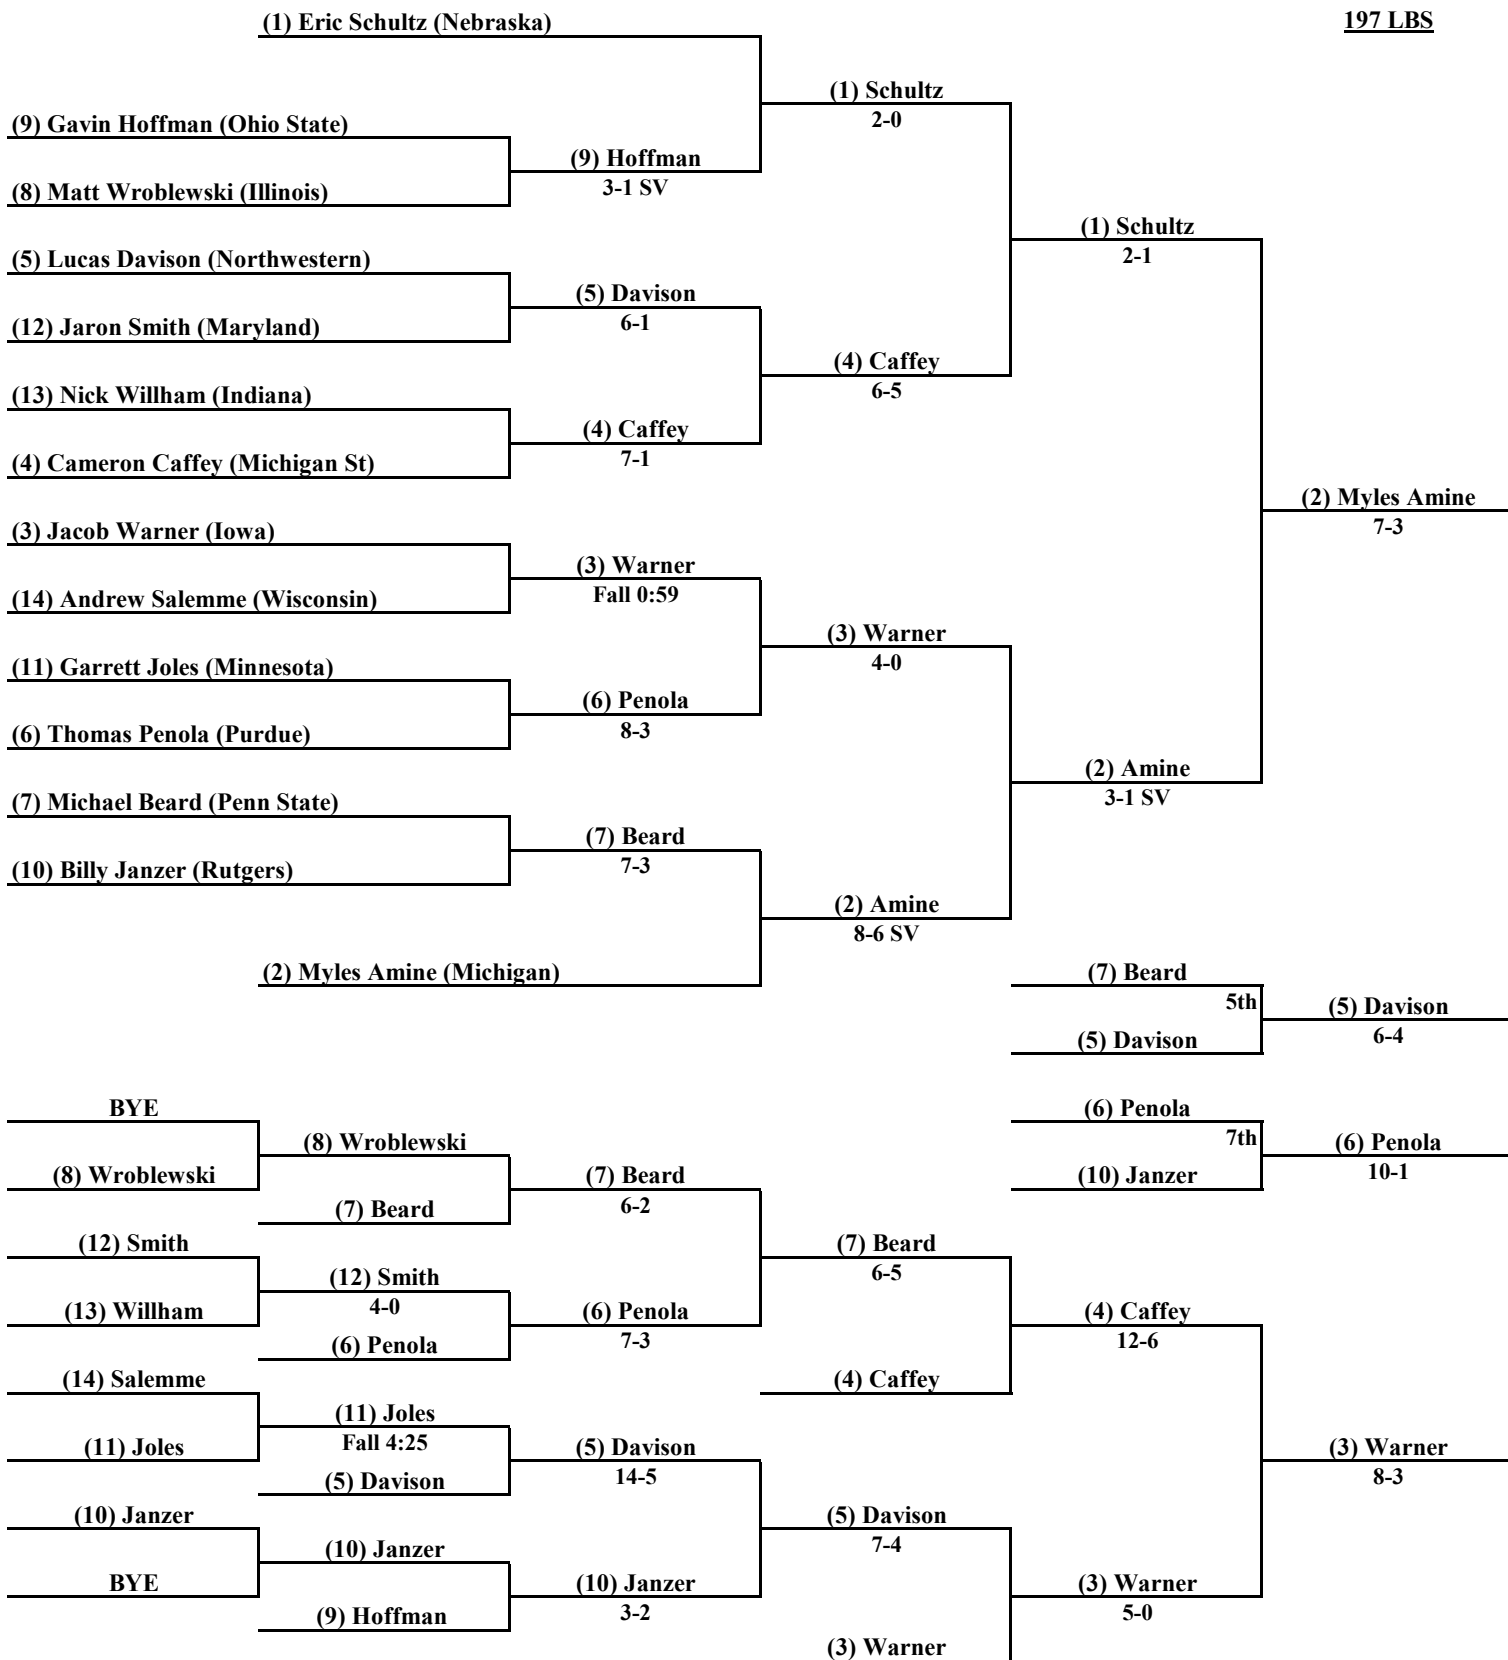 (1) Eric Schultz (Nebraska)
197 LBS
(1) Schultz
2-0
(9) Gavin Hoffman (Ohio State)
(9) Hoffman
3-1 SV
(8) Matt Wroblewski (Illinois)
(1) Schultz
2-1
(5) Lucas Davison (Northwestern)
(5) Davison
6-1
(12) Jaron Smith (Maryland)
(4) Caffey
6-5
(13) Nick Willham (Indiana)
(4) Caffey
7-1
(4) Cameron Caffey (Michigan St)
(2) Myles Amine
7-3
(3) Jacob Warner (Iowa)
(3) Warner
Fall 0:59
(14) Andrew Salemme (Wisconsin)
(3) Warner
4-0
(11) Garrett Joles (Minnesota)
(6) Penola
8-3
(6) Thomas Penola (Purdue)
(2) Amine
3-1 SV
(7) Michael Beard (Penn State)
(7) Beard
7-3
(10) Billy Janzer (Rutgers)
(2) Amine
8-6 SV
(2) Myles Amine (Michigan)
(7) Beard
5th
(5) Davison
6-4
(5) Davison
BYE
(6) Penola
7th
(6) Penola
10-1
(10) Janzer
(8) Wroblewski
(8) Wroblewski
(7) Beard
6-2
(7) Beard
(12) Smith
(7) Beard
6-5
(12) Smith
4-0
(13) Willham
(6) Penola
7-3
(4) Caffey
12-6
(6) Penola
(14) Salemme
(4) Caffey
(11) Joles
Fall 4:25
(11) Joles
(5) Davison
14-5
(3) Warner
8-3
(5) Davison
(10) Janzer
(5) Davison
7-4
(10) Janzer
BYE
(10) Janzer
3-2
(3) Warner
5-0
(9) Hoffman
(3) Warner